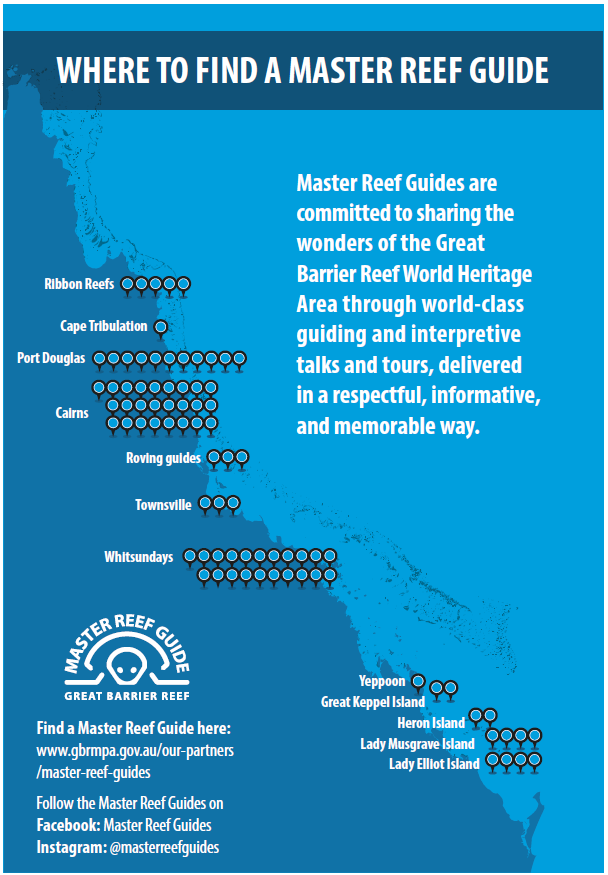 WHERE TO FIND A MASTER REEF GUIDE
Master Reef Guides are
committed to sharing the
wonders of the Great
Barrier Reef World Heritage
Area through world-class
guiding and interpretive
talks and tours, delivered
in a respectful, informative,
and memorable way.
Ribbon Reefs
Cape Tribulation
Port Douglas
Cairns
Roving guides
Townsville
Whitsundays
Yeppoon
Great Keppel Island
Heron Island
Lady Musgrave Island
Lady Elliot Island
MASTER REEF GUIDE
GREAT BARRIER REEF
Find a Master Reef Guide here:
www.gbrmpa.gov.au/our-partners
/master-reef-guides
Follow the Master Reef Guides on
Facebook: Master Reef Guides
Instagram: @masterreefguides